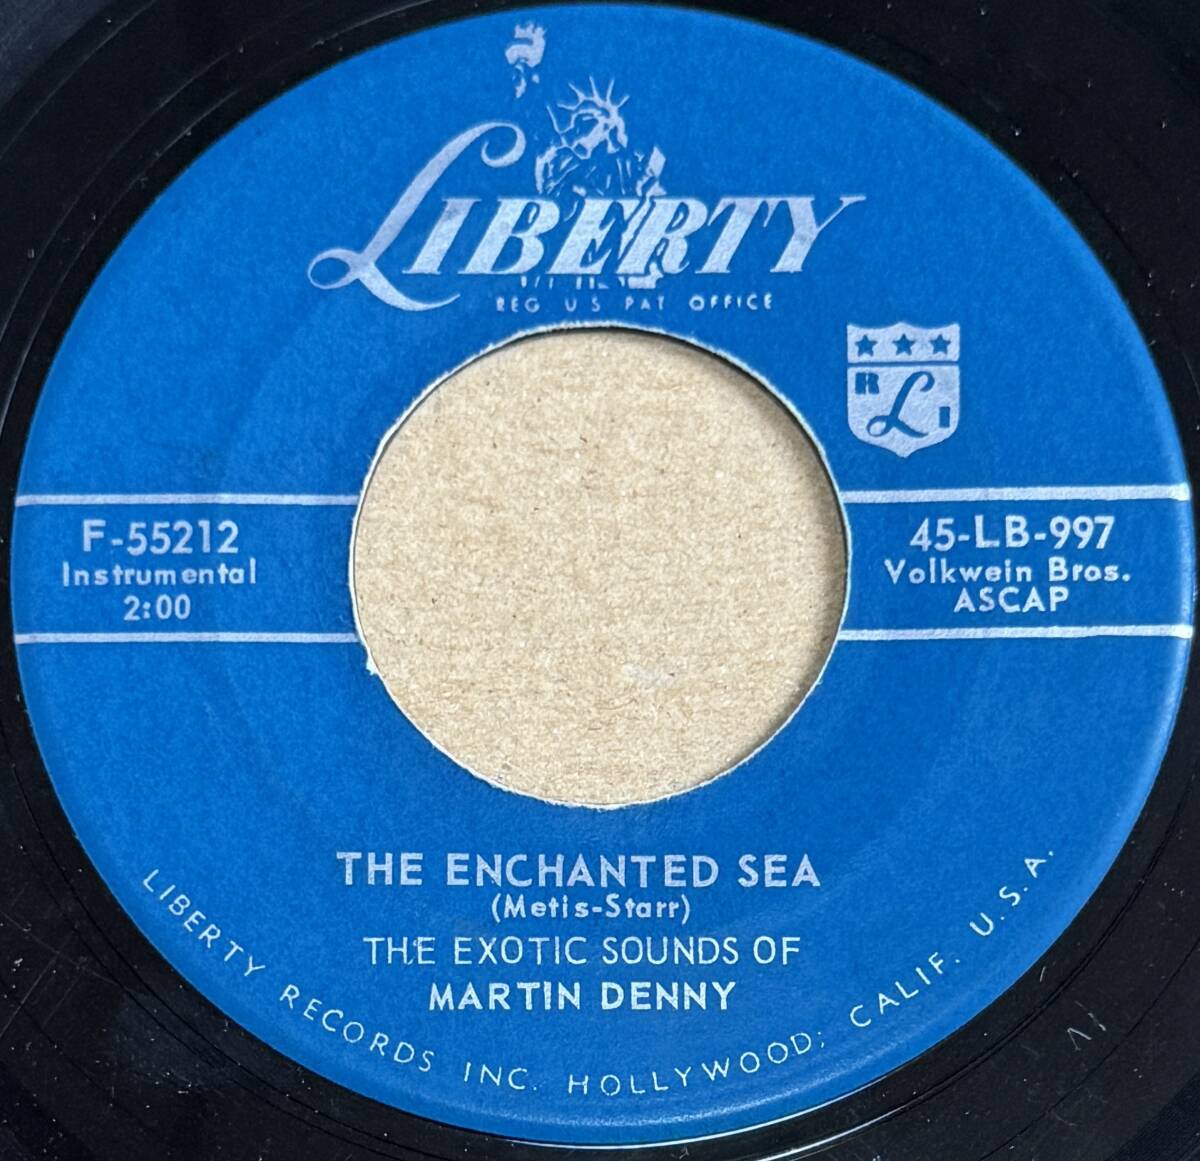 LIBERTY
REG U S PAT OFFICE
R L I
F-55212
Instrumental
2:00
45-LB-997
Volkwein Bros.
ASCAP
THE ENCHANTED SEA
(Metis-Starr)
THE EXOTIC SOUNDS OF
MARTIN DENNY
LIBERTY RECORDS INC. HOLLYWOOD; CALIF. U.S.A.